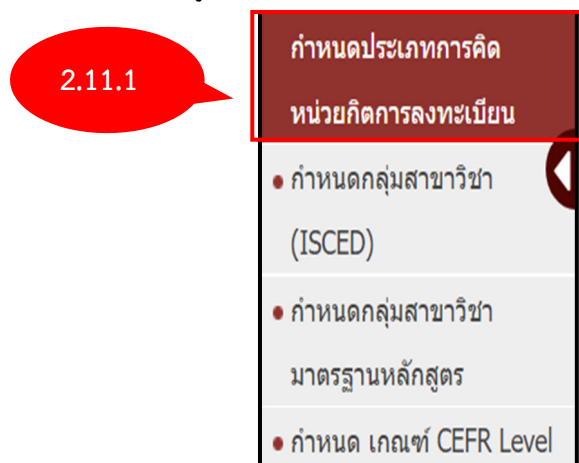 2.11.1
กำหนดประเภทการคิด
หน่วยกิตการลงทะเบียน
กำหนดกลุ่มสาขาวิชา
(ISCED)
กำหนดกลุ่มสาขาวิชา
มาตรฐานหลักสูตร
กำหนด เกณฑ์ CEFR Level